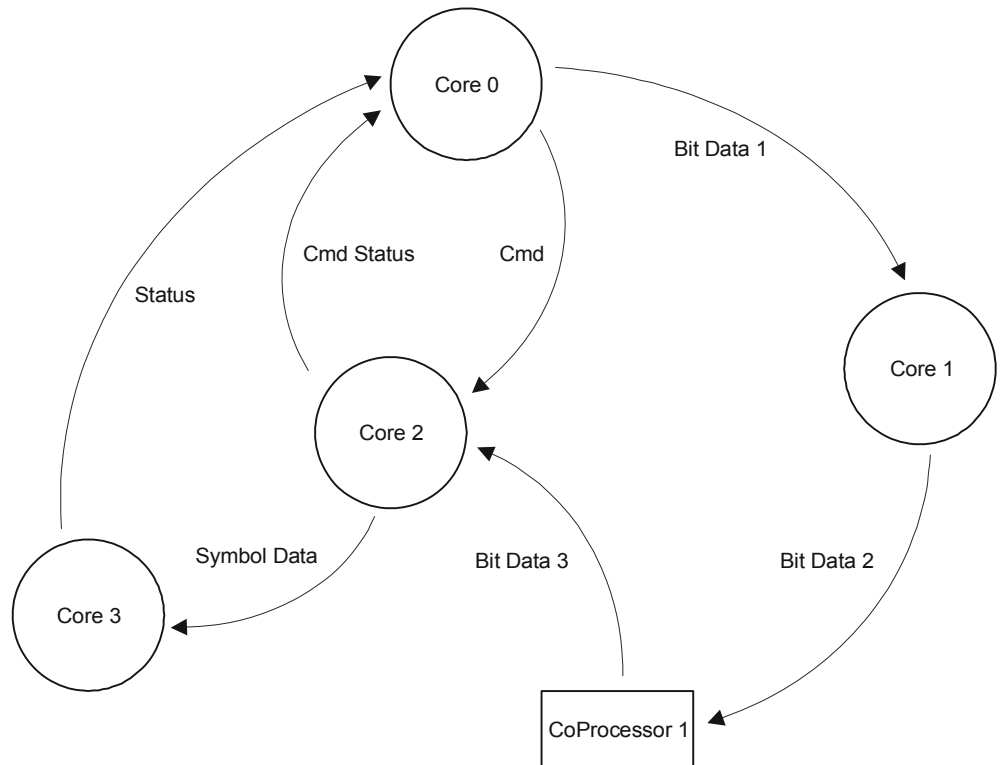 Core 0
Bit Data 1
Cmd Status
Cmd
Status
Core 1
Core 2
Symbol Data
Bit Data 3
Bit Data 2
Core 3
CoProcessor 1